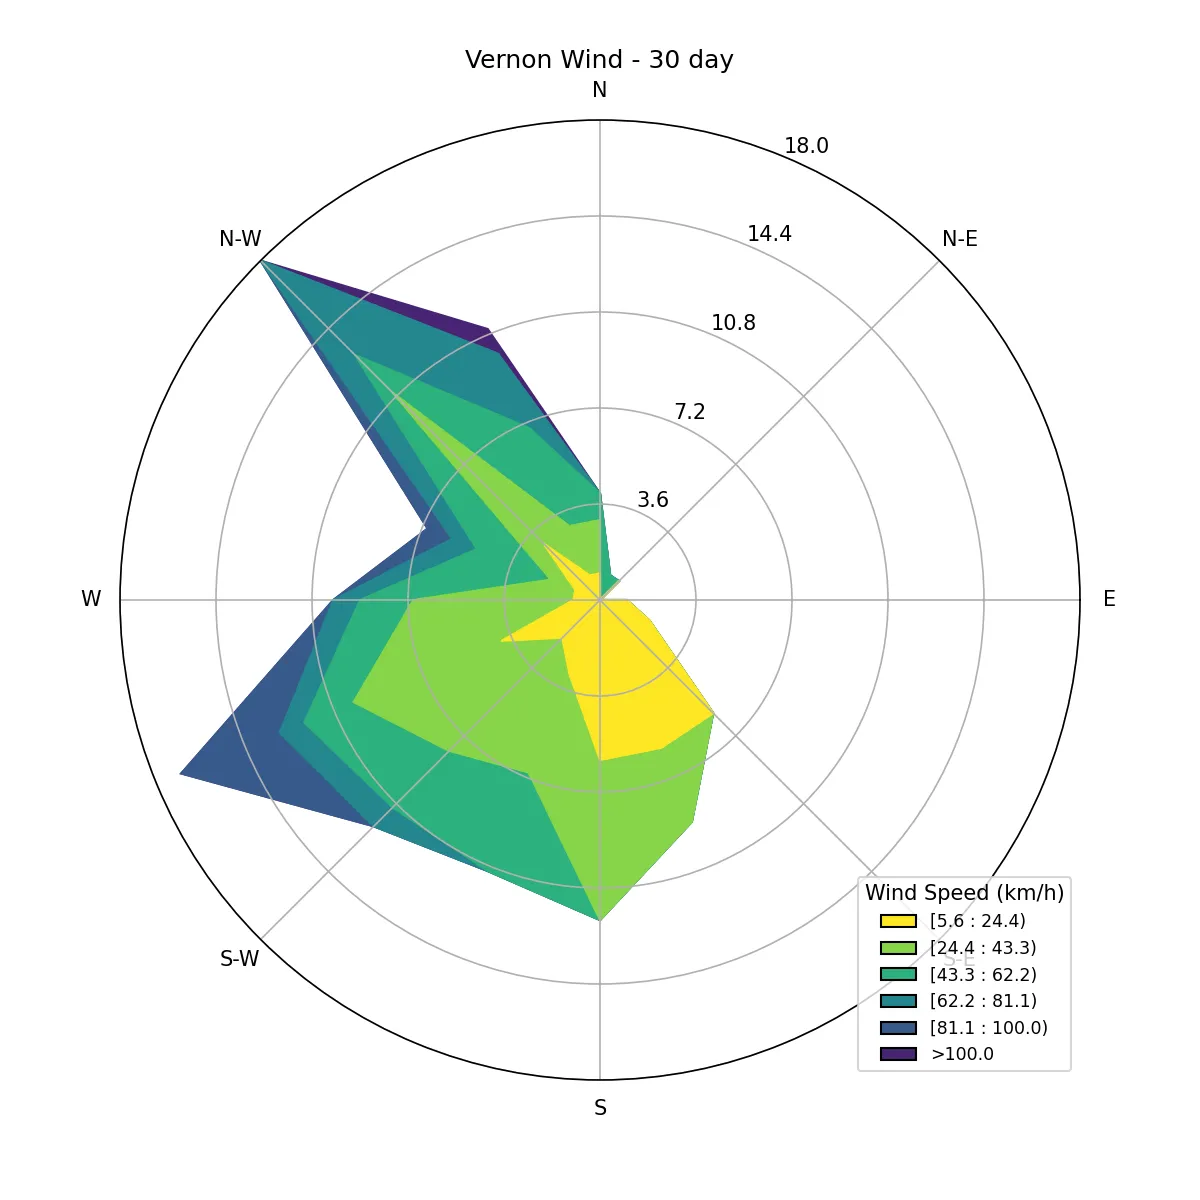 Vernon Wind - 30 day
N
18.0
14.4
N-W
N-E
10.8
7.2
3.6
W
E
Wind Speed (km/h)
[5.6 : 24.4)
[24.4 : 43.3)
S-W
S-E
[43.3 : 62.2)
[62.2 : 81.1)
[81.1 : 100.0)
>100.0
S